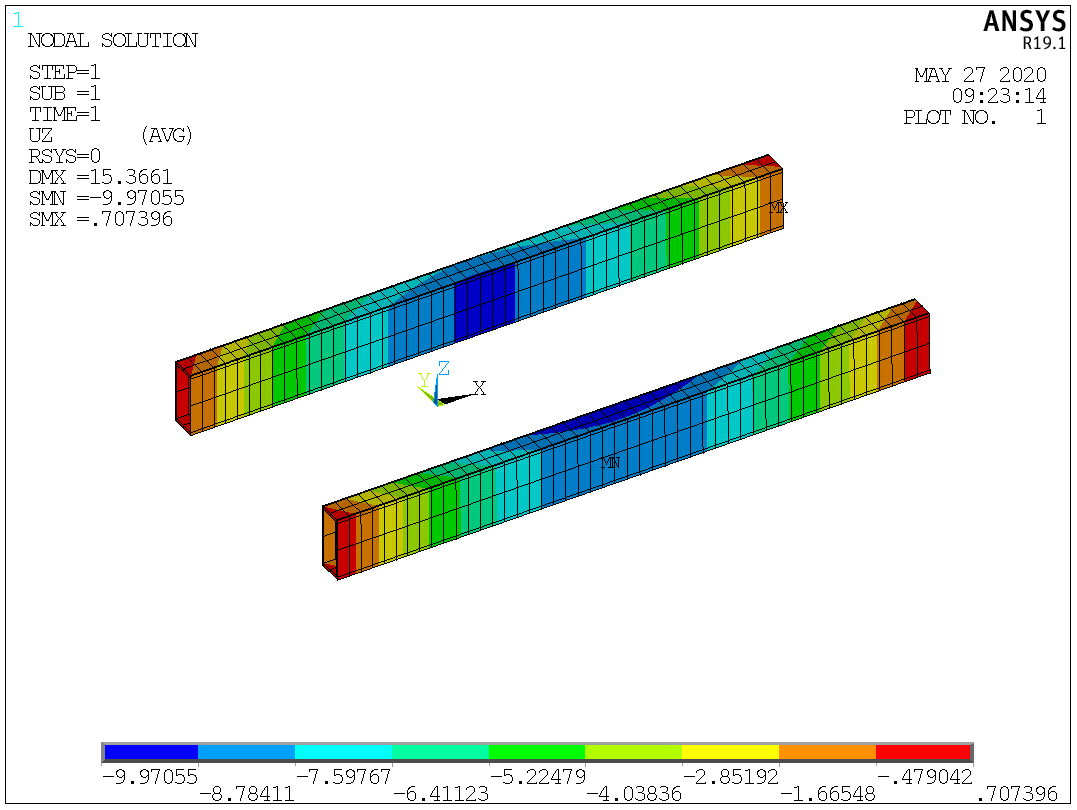 1
ANSYS
R19.1
NODAL SOLUTION
STEP=1
SUB =1
TIME=1
UZ (AVG)
RSYS=0
DMX =15.3661
SMN =-9.97055
SMX =.707396
MAY 27 2020
09:23:14
PLOT NO. 1
MX
Z
Y
X
MN
-9.97055 -7.59767 -5.22479 -2.85192 -.479042
-8.78411 -6.41123 -4.03836 -1.66548 .707396